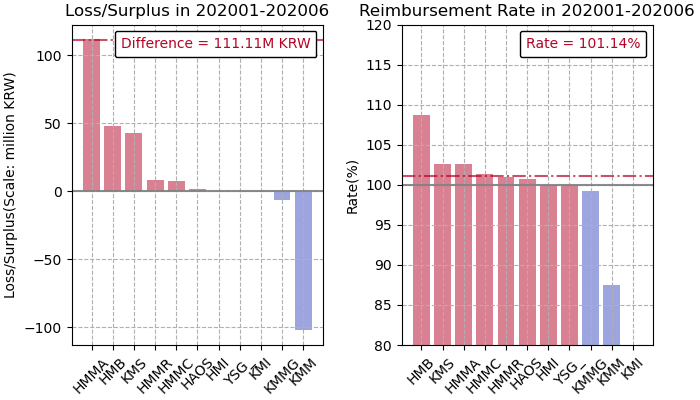 Loss/Surplus in 202001-202006
Difference = 111.11M KRW
Loss/Surplus(Scale: million KRW)
100
50
0
−50
−100
HMMA
HMB
KMS
HMMR
HMMC
HAOS
HMI
YSG
KMI
KMMG
KMM
Reimbursement Rate in 202001-202006
Rate = 101.14%
Rate(%)
120
115
110
105
100
95
90
85
80
HMB
KMS
HMMA
HMMC
HMMR
HAOS
HMI
YSG_
KMMG
KMM
KMI